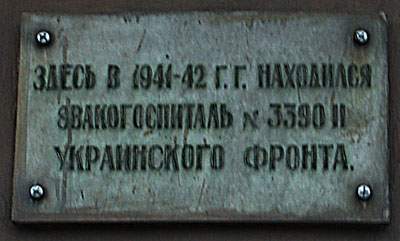 ЗДЕСЬ В 1941-42 Г.Г. НАХОДИЛСЯ
ЭВАКОГОСПИТАЛЬ № 3390 II
УКРАИНСКОГО ФРОНТА.